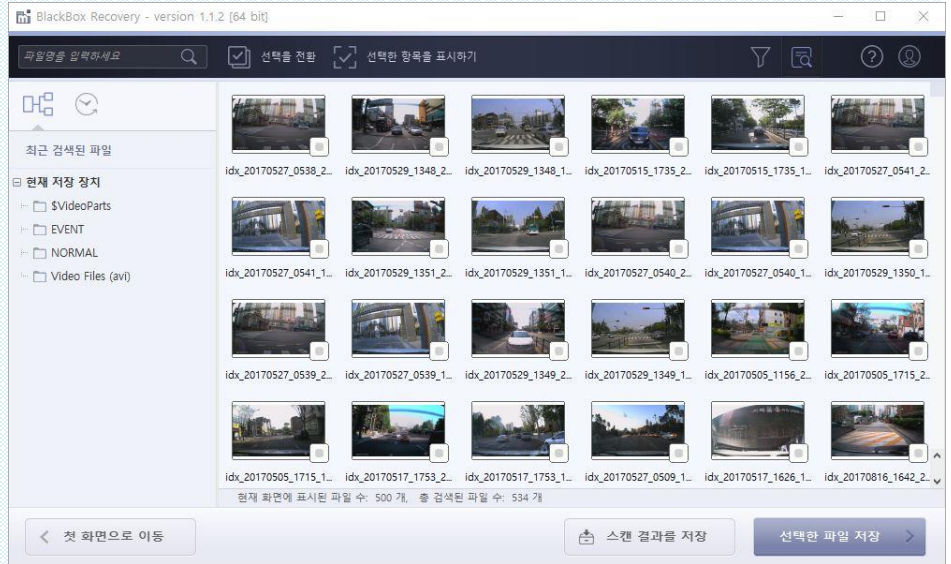 BlackBox Recovery - version 1.1.2 [64 bit]
파일명을 입력하세요
선택을 전환
선택한 항목을 표시하기
최근 검색된 파일
현재 저장 장치
$VideoParts
EVENT
NORMAL
Video Files (avi)
idx_20170527_0538_2... idx_20170529_1348_2... idx_20170529_1348_1... idx_20170515_1735_2... idx_20170515_1735_1... idx_20170527_0541_2...
idx_20170527_0541_1... idx_20170529_1351_2... idx_20170529_1351_1... idx_20170527_0540_2... idx_20170527_0540_1... idx_20170529_1350_1...
idx_20170527_0539_2... idx_20170527_0539_1... idx_20170529_1349_2... idx_20170529_1349_1... idx_20170505_1156_2... idx_20170505_1715_2...
idx_20170505_1715_1... idx_20170517_1753_2... idx_20170517_1753_1... idx_20170527_0509_1... idx_20170517_1626_1... idx_20170816_1642_2...
현재 화면에 표시된 파일 수: 500 개, 총 검색된 파일 수: 534 개
첫 화면으로 이동
스캔 결과를 저장
선택한 파일 저장